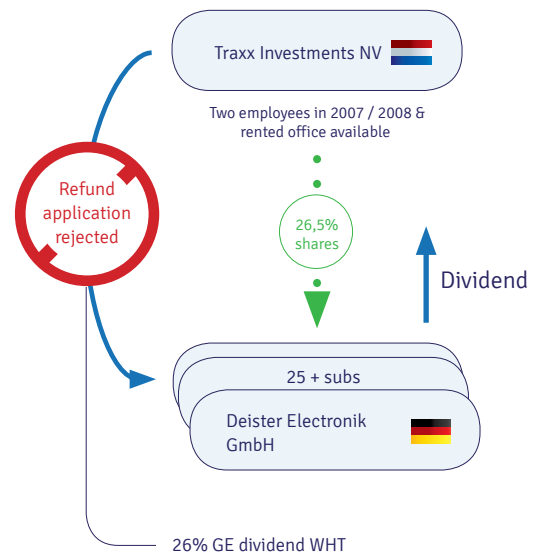 Traxx Investments NV
Two employees in 2007 / 2008 &
rented office available
Refund
application
rejected
26,5%
shares
Dividend
25 + subs
Deister Electronik
GmbH
26% GE dividend WHT